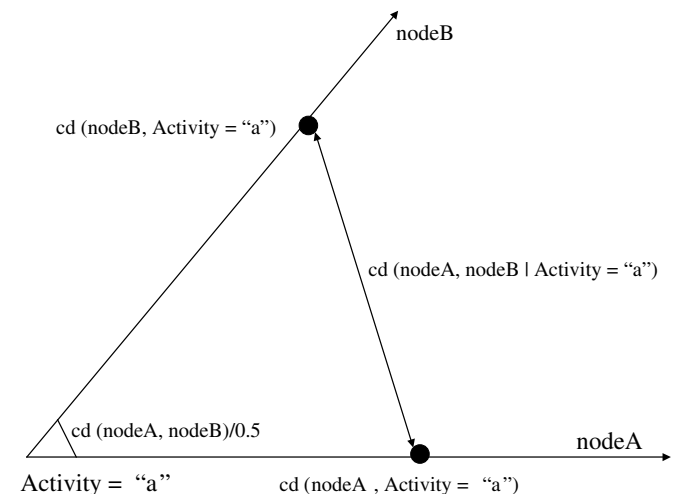 nodeB
cd (nodeB, Activity = “a”)
cd (nodeA, nodeB | Activity = “a”)
cd (nodeA, nodeB)/0.5
nodeA
Activity = “a”
cd (nodeA , Activity = “a”)